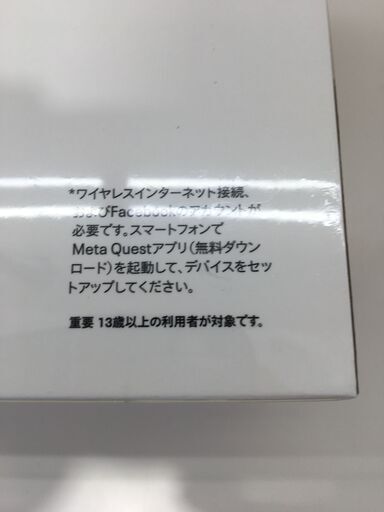 *ワイヤレスインターネット接続、
およびFacebookのアカウントが
必要です。スマートフォンで
Meta Questアプリ(無料ダウン
ロード)を起動して、デバイスをセッ
トアップしてください。
重要 13歳以上の利用者が対象です。